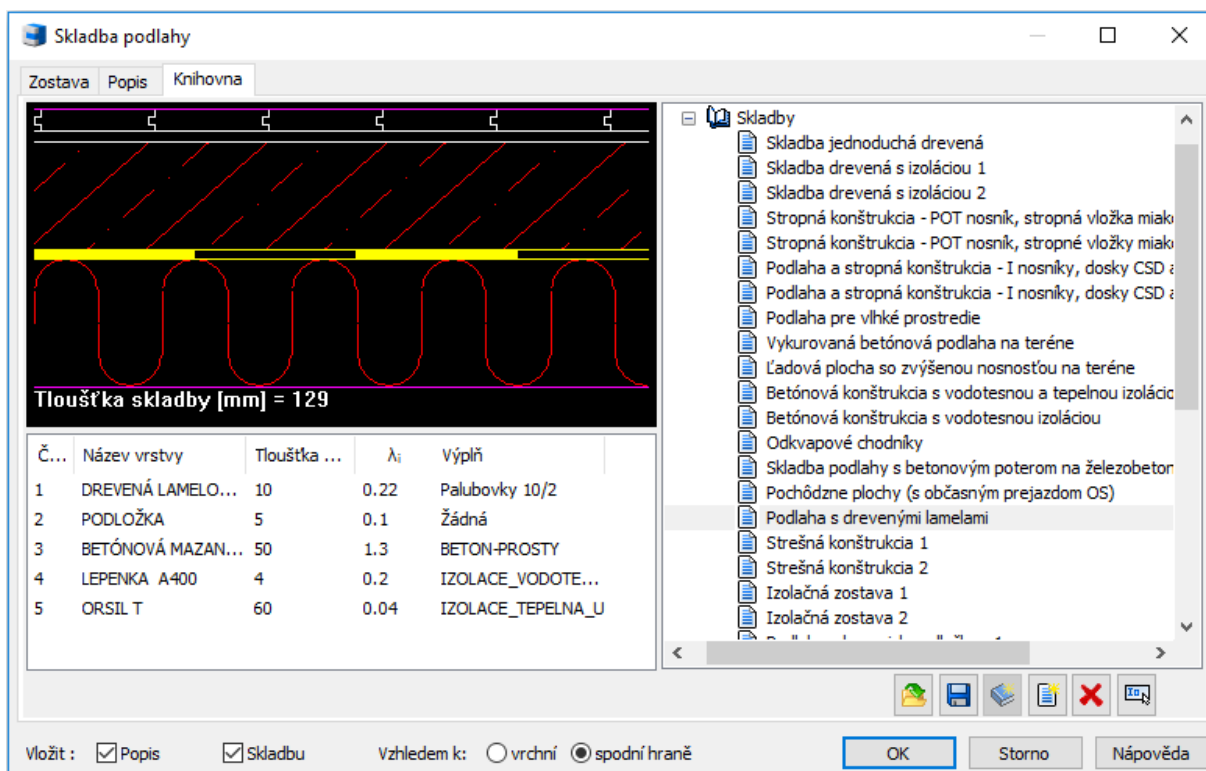 Skladba podlahy
Zostava Popis Knihovna
Tloušťka skladby [mm] = 129
Č... Název vrstvy Tloušťka ... λi Výplň
1 DREVENÁ LAMELO... 10 0.22 Palubovky 10/2
2 PODLOŽKA 5 0.1 Žádná
3 BETÓNOVÁ MAZAN... 50 1.3 BETON-PROSTY
4 LEPENKA A400 4 0.2 IZOLACE_VODOTE...
5 ORSIL T 60 0.04 IZOLACE_TEPELNA_U
Skladby
Skladba jednoduchá drevená
Skladba drevená s izoláciou 1
Skladba drevená s izoláciou 2
Stropná konštrukcia - POT nosník, stropná vložka miak
Stropná konštrukcia - POT nosník, stropné vložky miak
Podlaha a stropná konštrukcia - I nosníky, dosky CSD a
Podlaha a stropná konštrukcia - I nosníky, dosky CSD a
Podlaha pre vlhké prostredie
Vykurovaná betónová podlaha na teréne
Ľadová plocha so zvýšenou nosnosťou na teréne
Betónová konštrukcia s vodotesnou a tepelnou izolácio
Betónová konštrukcia s vodotesnou izoláciou
Odkvapové chodníky
Skladba podlahy s betonovým poterom na železobeton
Pochôdzne plochy (s občasným prejazdom OS)
Podlaha s drevenými lamelami
Strešná konštrukcia 1
Strešná konštrukcia 2
Izolačná zostava 1
Izolačná zostava 2
Vložit : Popis Skladbu Vzhledem k: vrchní spodní hraně OK Storno Nápověda